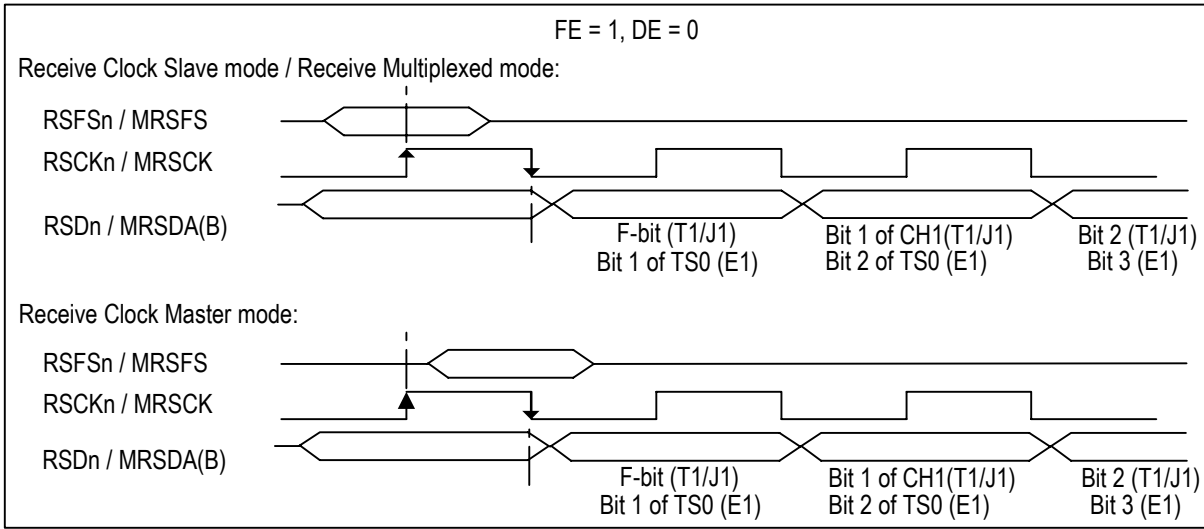 FE = 1, DE = 0
Receive Clock Slave mode / Receive Multiplexed mode:
RSFSn / MRSFS
RSCKn / MRSCK
RSDn / MRSDA(B)
F-bit (T1/J1)
Bit 1 of TS0 (E1)
Bit 1 of CH1(T1/J1)
Bit 2 of TS0 (E1)
Bit 2 (T1/J1)
Bit 3 (E1)
Receive Clock Master mode:
RSFSn / MRSFS
RSCKn / MRSCK
RSDn / MRSDA(B)
F-bit (T1/J1)
Bit 1 of TS0 (E1)
Bit 1 of CH1(T1/J1)
Bit 2 of TS0 (E1)
Bit 2 (T1/J1)
Bit 3 (E1)